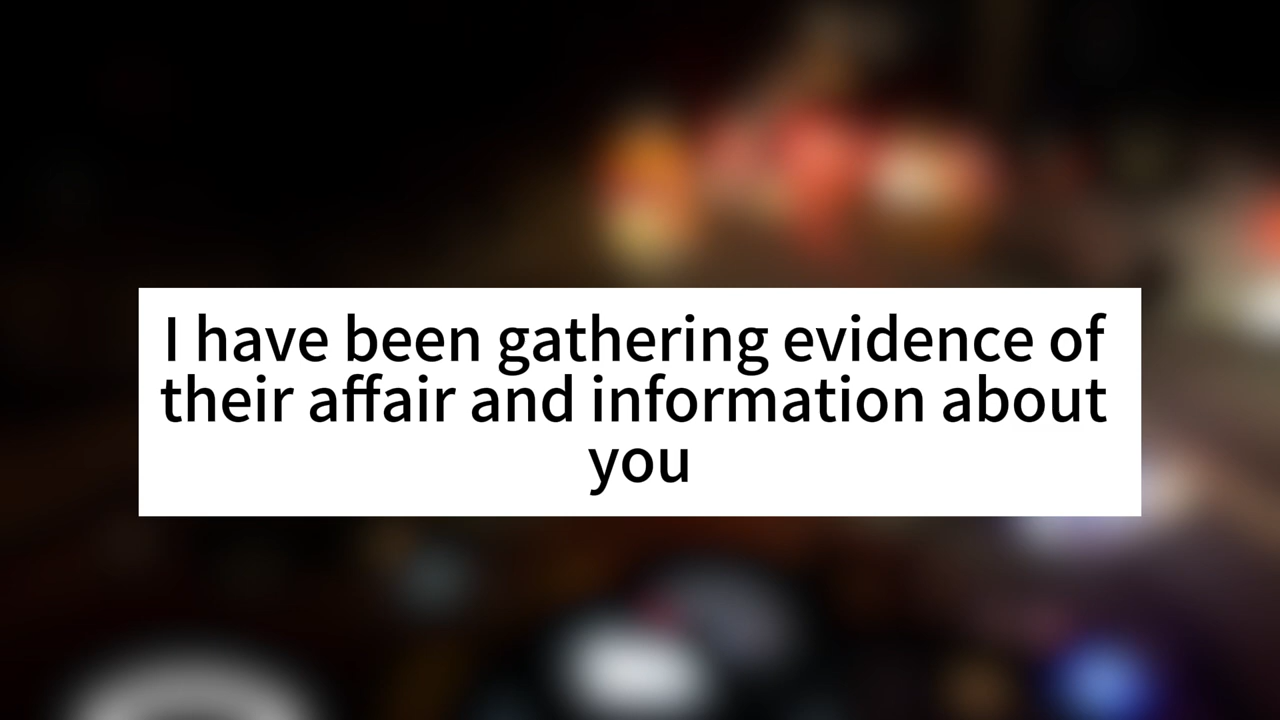 I have been gathering evidence of
their affair and information about
you